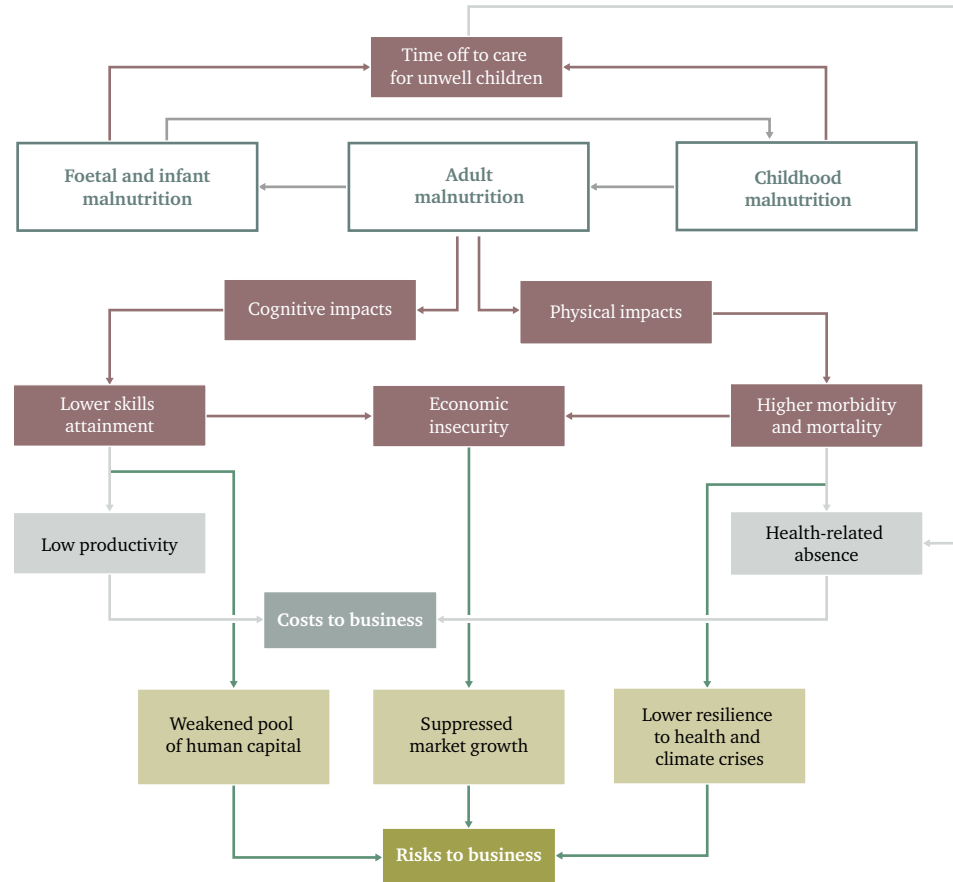 Time off to care
for unwell children
Foetal and infant
malnutrition
Adult
malnutrition
Childhood
malnutrition
Cognitive impacts
Physical impacts
Lower skills
attainment
Economic
insecurity
Higher morbidity
and mortality
Low productivity
Health-related
absence
Costs to business
Weakened pool
of human capital
Suppressed
market growth
Lower resilience
to health and
climate crises
Risks to business